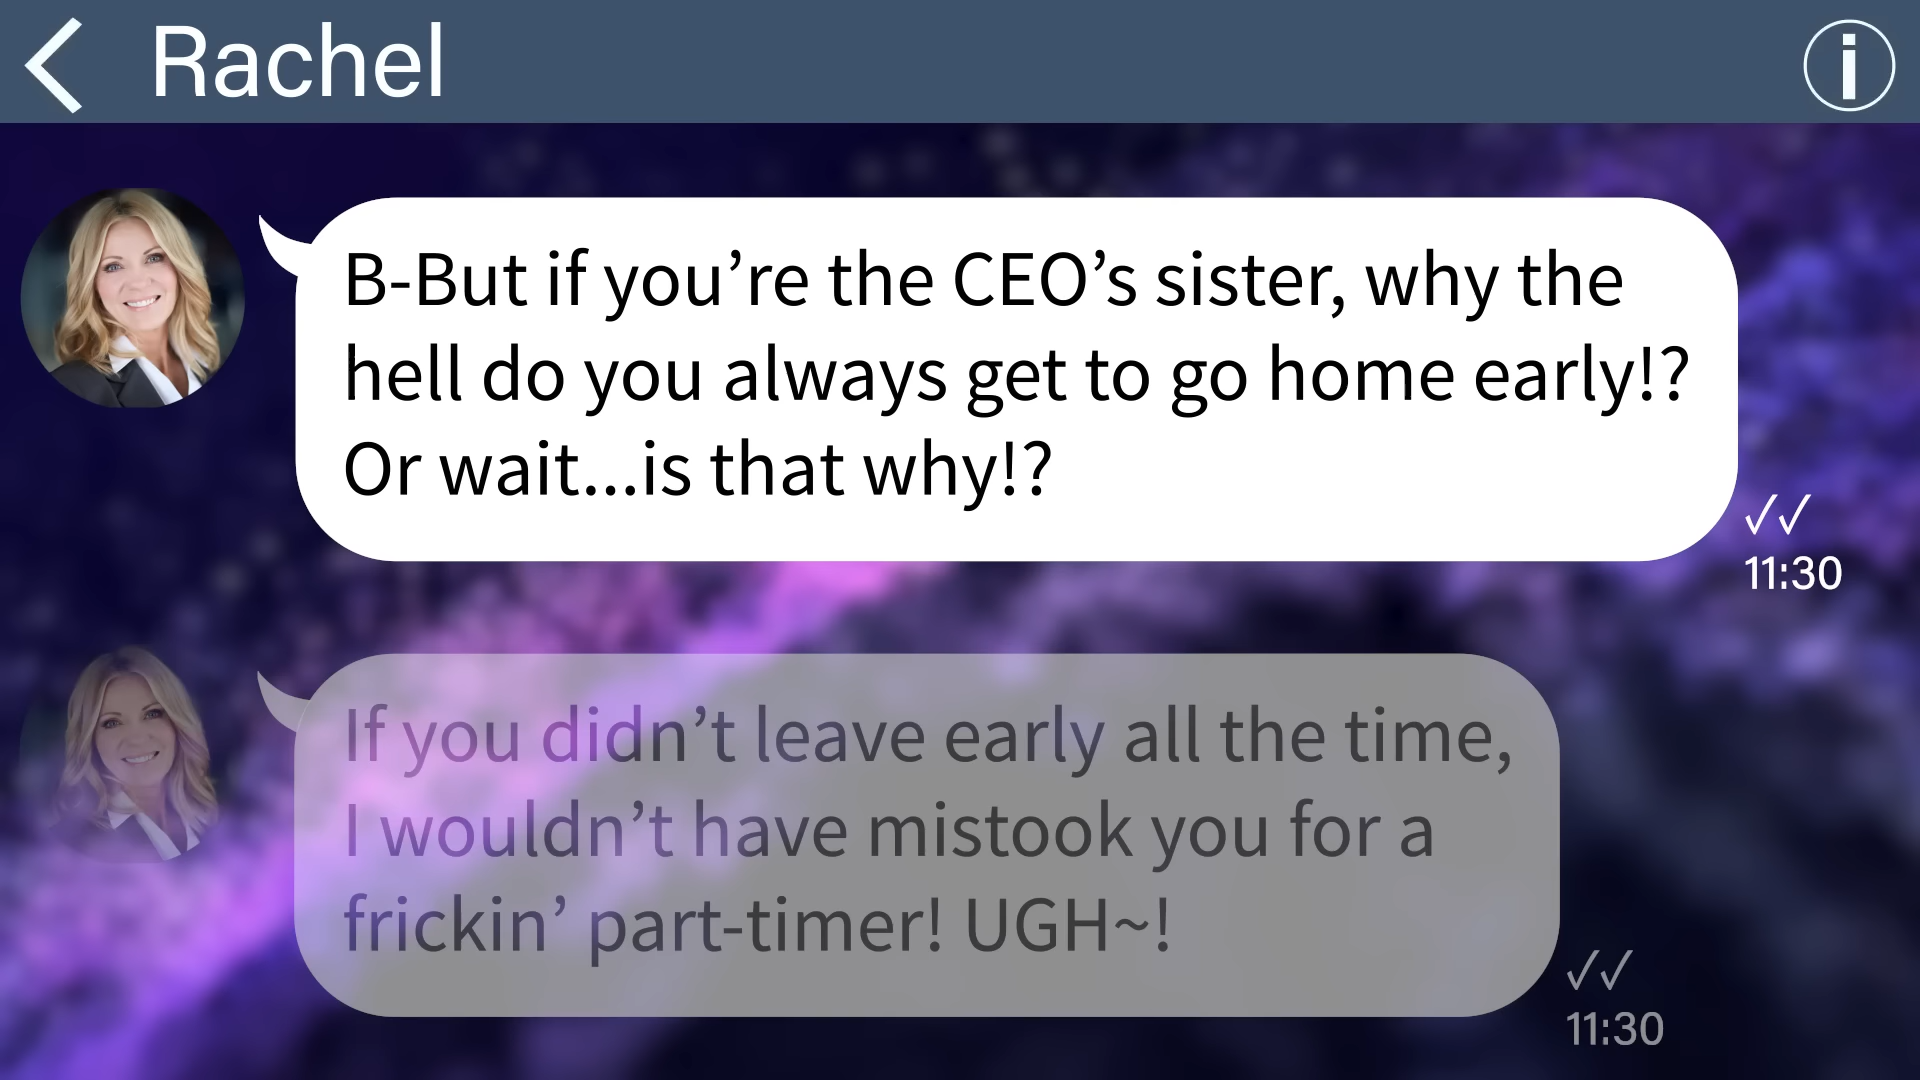 Rachel
B-But if you’re the CEO’s sister, why the
hell do you always get to go home early!?
Or wait...is that why!?
✓✓
11:30
If you didn’t leave early all the time,
I wouldn’t have mistook you for a
frickin’ part-timer! UGH~!
✓✓
11:30